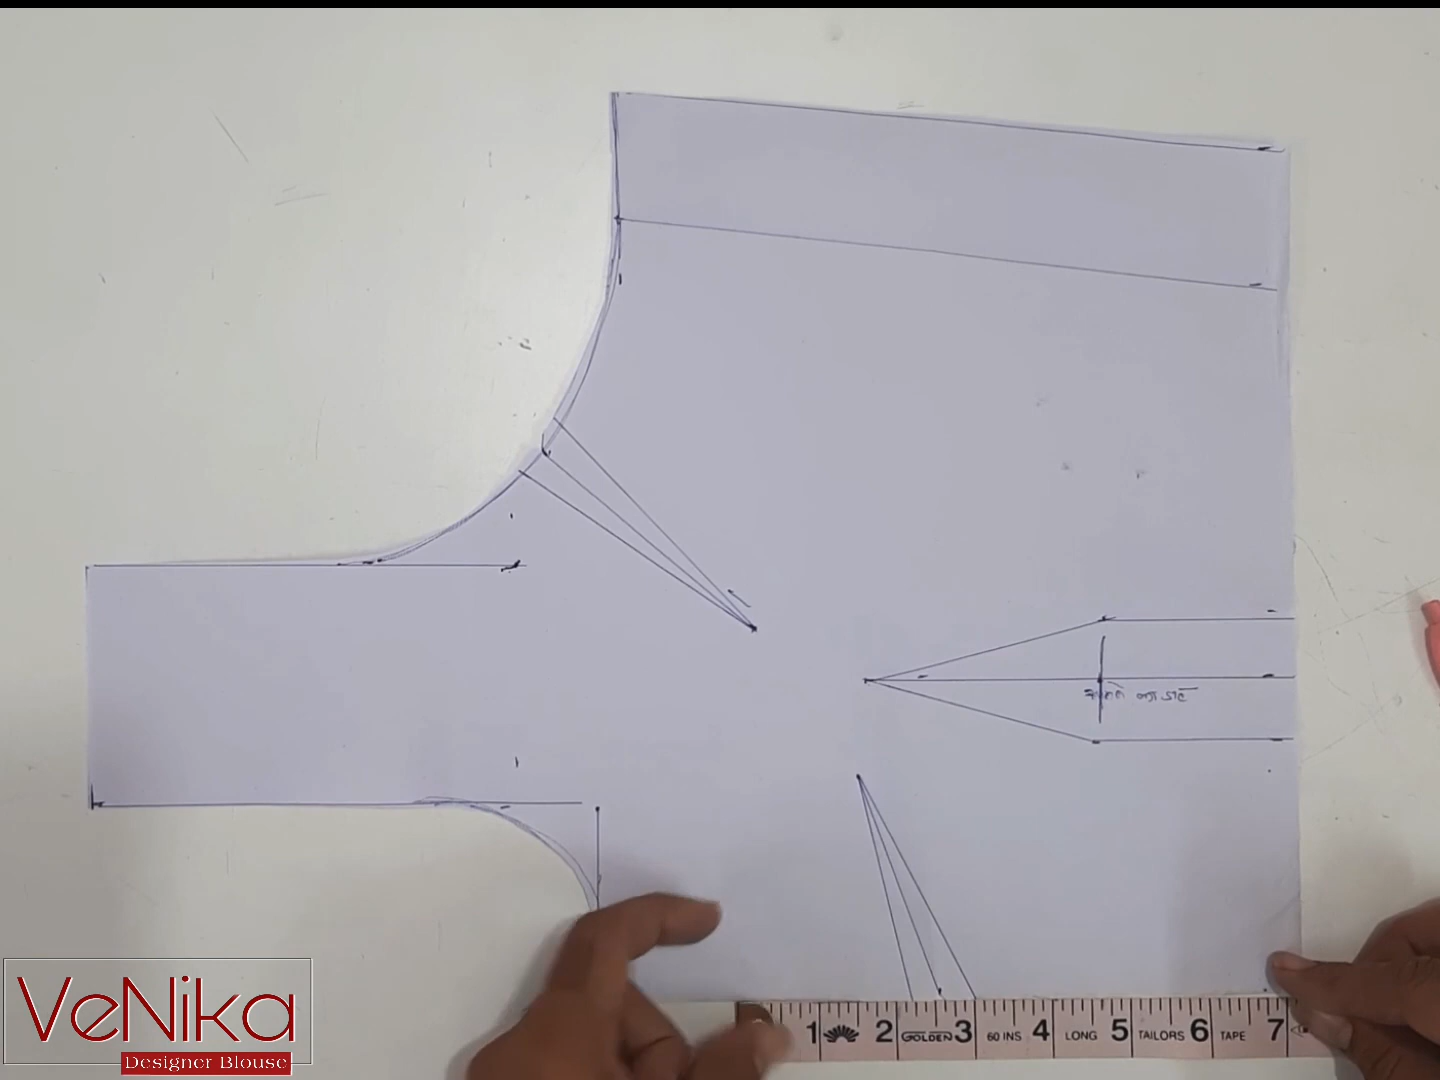 1 2 GOLDEN 3 60 INS 4 LONG 5 TAILORS 6 TAPE 7
VeNika
Designer Blouse